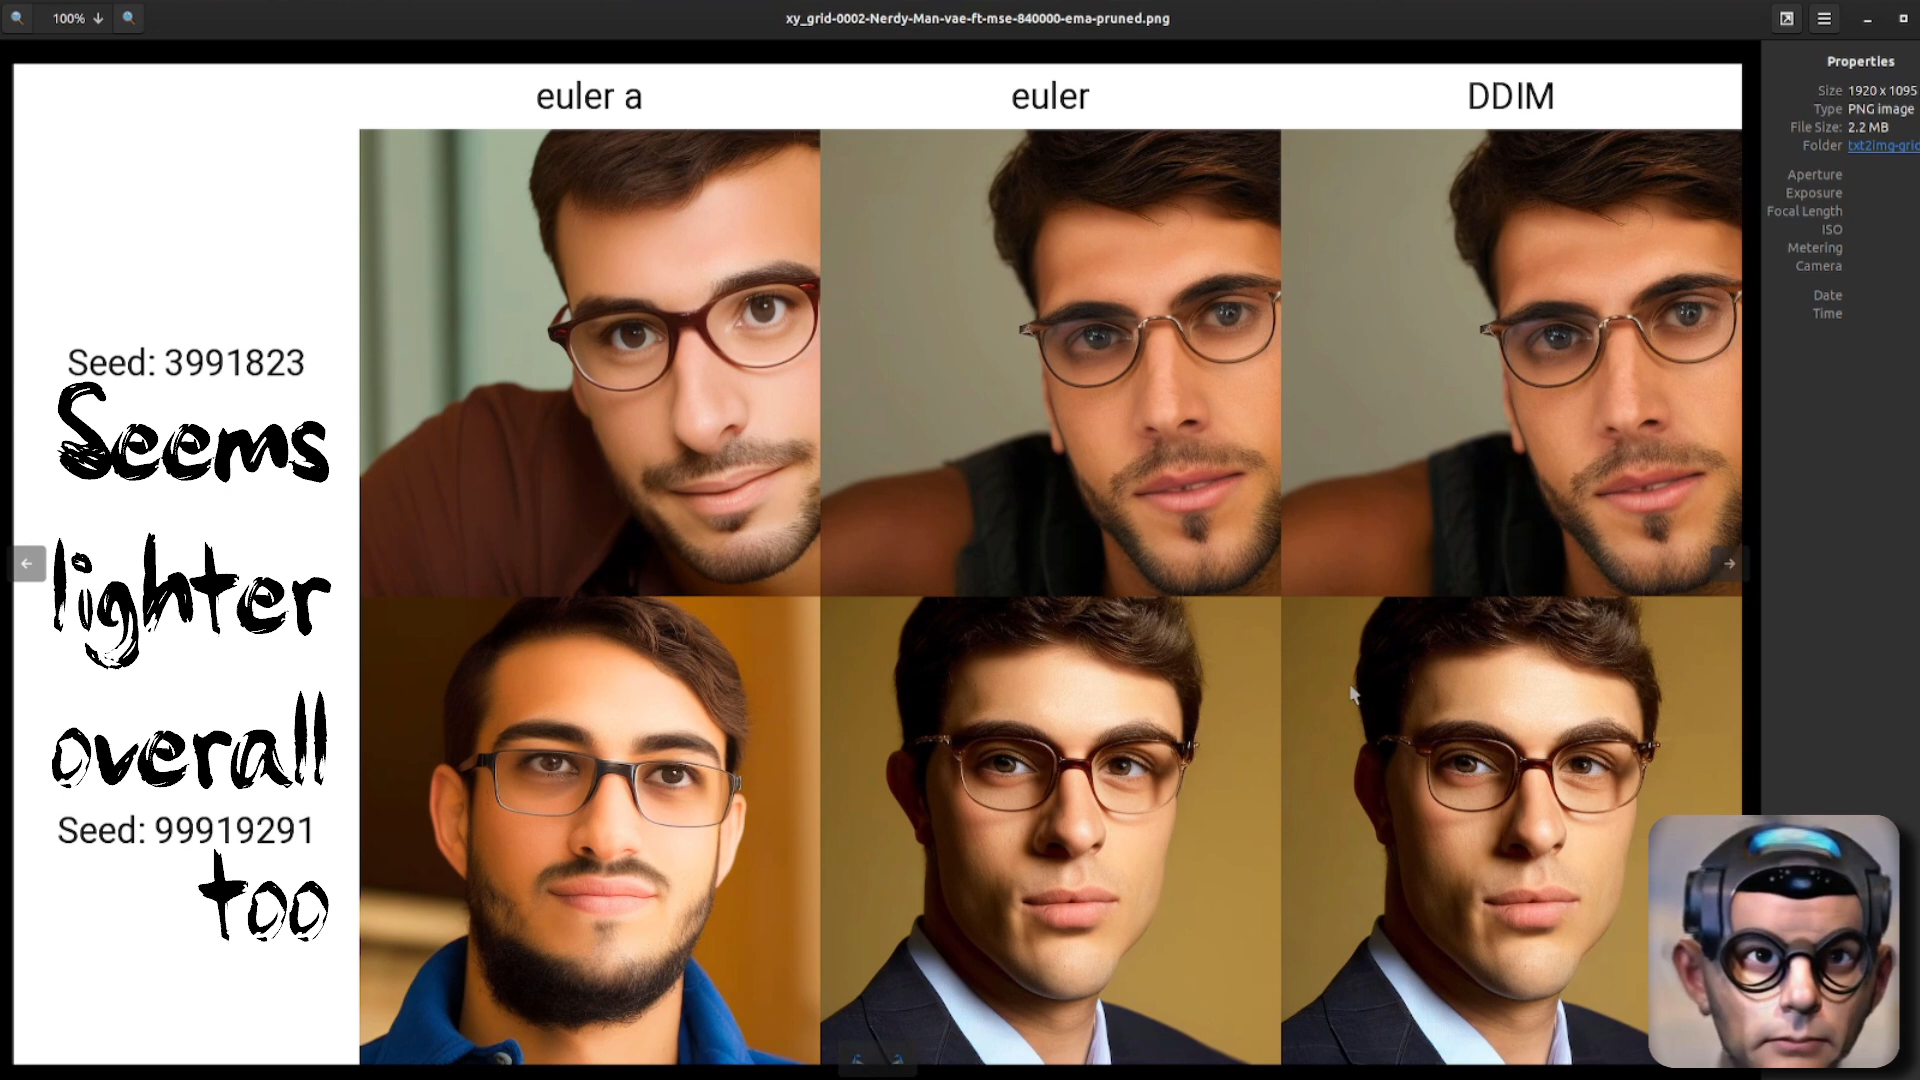 100%
xy_grid-0002-Nerdy-Man-vae-ft-mse-840000-ema-pruned.png
Properties
Size 1920 x 1095
Type PNG image
File Size: 2.2 MB
Folder txt2img-grid
Aperture
Exposure
Focal Length
ISO
Metering
Camera
Date
Time
euler a
euler
DDIM
Seed: 3991823
Seems
lighter
overall
Seed: 99919291
too